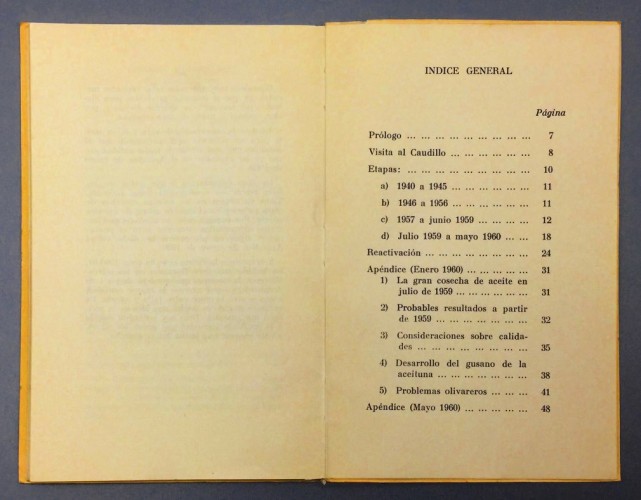 INDICE GENERAL
Página
Prólogo ... ... ... ... ... ... ... ... ... 7
Visita al Caudillo ... ... ... ... ... ... 8
Etapas: ... ... ... ... ... ... ... ... ... 10
a) 1940 a 1945 ... ... ... ... ... ... 11
b) 1946 a 1956 ... ... ... ... ... ... 11
c) 1957 a junio 1959 ... ... ... ... 12
d) Julio 1959 a mayo 1960 ... ... 18
Reactivación ... ... ... ... ... ... ... ... 24
Apéndice (Enero 1960) ... ... ... ... ... 31
1) La gran cosecha de aceite en
julio de 1959 ... ... ... ... ... ... 31
2) Probables resultados a partir
de 1959 ... ... ... ... ... ... ... 32
3) Consideraciones sobre calida-
des ... ... ... ... ... ... ... ... 35
4) Desarrollo del gusano de la
aceituna ... ... ... ... ... ... ... 38
5) Problemas olivareros ... ... ... 41
Apéndice (Mayo 1960) ... ... ... ... ... 48